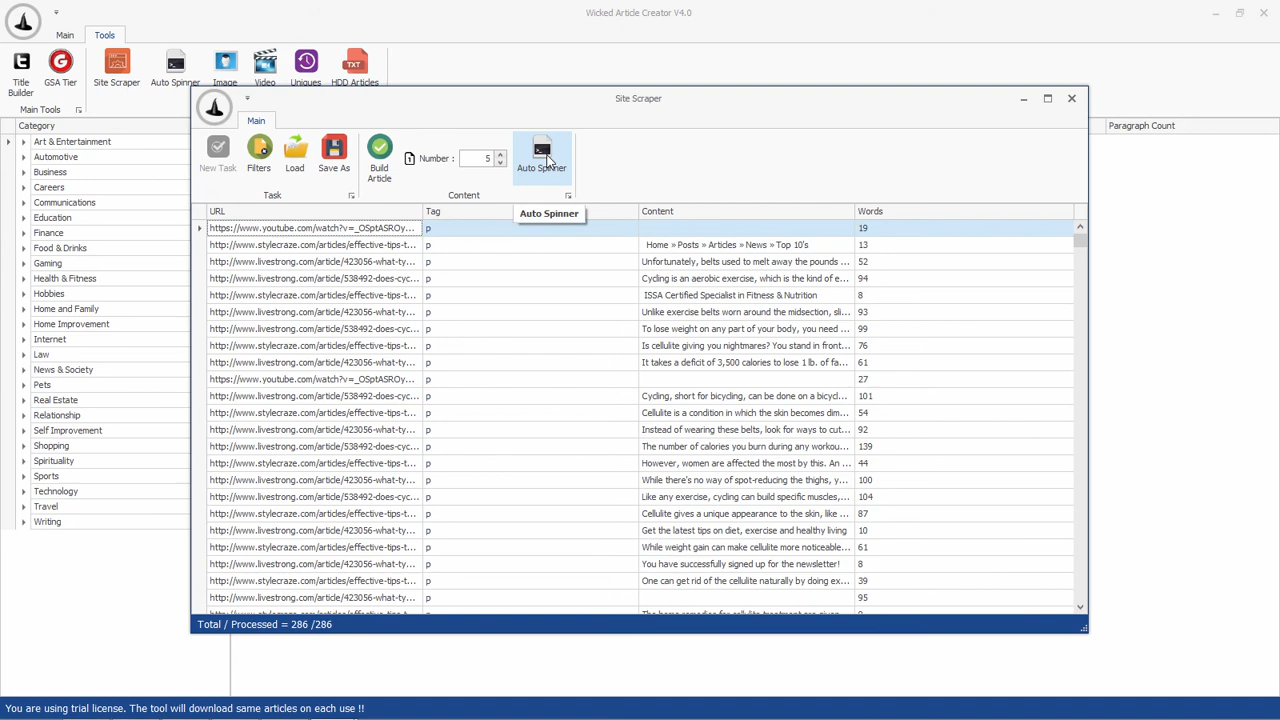 Wicked Article Creator V4.0
Main Tools
Title Builder
GSA Tier
Site Scraper
Auto Spinner
Image
Video
Uniques
TXT
HDD Articles
Main Tools
Category
Paragraph Count
Art & Entertainment
Automotive
Business
Careers
Communications
Education
Finance
Food & Drinks
Gaming
Health & Fitness
Hobbies
Home and Family
Home Improvement
Internet
Law
News & Society
Pets
Real Estate
Relationship
Self Improvement
Shopping
Spirituality
Sports
Technology
Travel
Writing
Site Scraper
Main
New Task
Filters
Load
Save As
Build Article
Number : 5
Auto Spinner
Task
Content
Auto Spinner
URL Tag Content Words
https://www.youtube.com/watch?v=_OSptASROy... p 19
http://www.stylecraze.com/articles/effective-tips-t... p Home » Posts » Articles » News » Top 10's 13
http://www.livestrong.com/article/423056-what-ty... p Unfortunately, belts used to melt away the pounds ... 52
http://www.livestrong.com/article/538492-does-cyc... p Cycling is an aerobic exercise, which is the kind of e... 94
http://www.stylecraze.com/articles/effective-tips-t... p ISSA Certified Specialist in Fitness & Nutrition 8
http://www.livestrong.com/article/423056-what-ty... p Unlike exercise belts worn around the midsection, sli... 93
http://www.livestrong.com/article/538492-does-cyc... p To lose weight on any part of your body, you need ... 99
http://www.stylecraze.com/articles/effective-tips-t... p Is cellulite giving you nightmares? You stand in front... 76
http://www.livestrong.com/article/423056-what-ty... p It takes a deficit of 3,500 calories to lose 1 lb. of fa... 61
https://www.youtube.com/watch?v=_OSptASROy... p 27
http://www.livestrong.com/article/538492-does-cyc... p Cycling, short for bicycling, can be done on a bicycl... 101
http://www.stylecraze.com/articles/effective-tips-t... p Cellulite is a condition in which the skin becomes dim... 54
http://www.livestrong.com/article/423056-what-ty... p Instead of wearing these belts, look for ways to cut... 92
http://www.livestrong.com/article/538492-does-cyc... p The number of calories you burn during any workou... 139
http://www.stylecraze.com/articles/effective-tips-t... p However, women are affected the most by this. An ... 44
http://www.livestrong.com/article/423056-what-ty... p While there's no way of spot-reducing the thighs, y... 100
http://www.livestrong.com/article/538492-does-cyc... p Like any exercise, cycling can build specific muscles,... 104
http://www.stylecraze.com/articles/effective-tips-t... p Cellulite gives a unique appearance to the skin, like ... 87
http://www.livestrong.com/article/423056-what-ty... p Get the latest tips on diet, exercise and healthy living 10
http://www.stylecraze.com/articles/effective-tips-t... p While weight gain can make cellulite more noticeable... 61
http://www.livestrong.com/article/423056-what-ty... p You have successfully signed up for the newsletter! 8
http://www.stylecraze.com/articles/effective-tips-t... p One can get rid of the cellulite naturally by doing ex... 39
http://www.livestrong.com/article/423056-what-ty... p 95
Total / Processed = 286 /286
You are using trial license. The tool will download same articles on each use !!